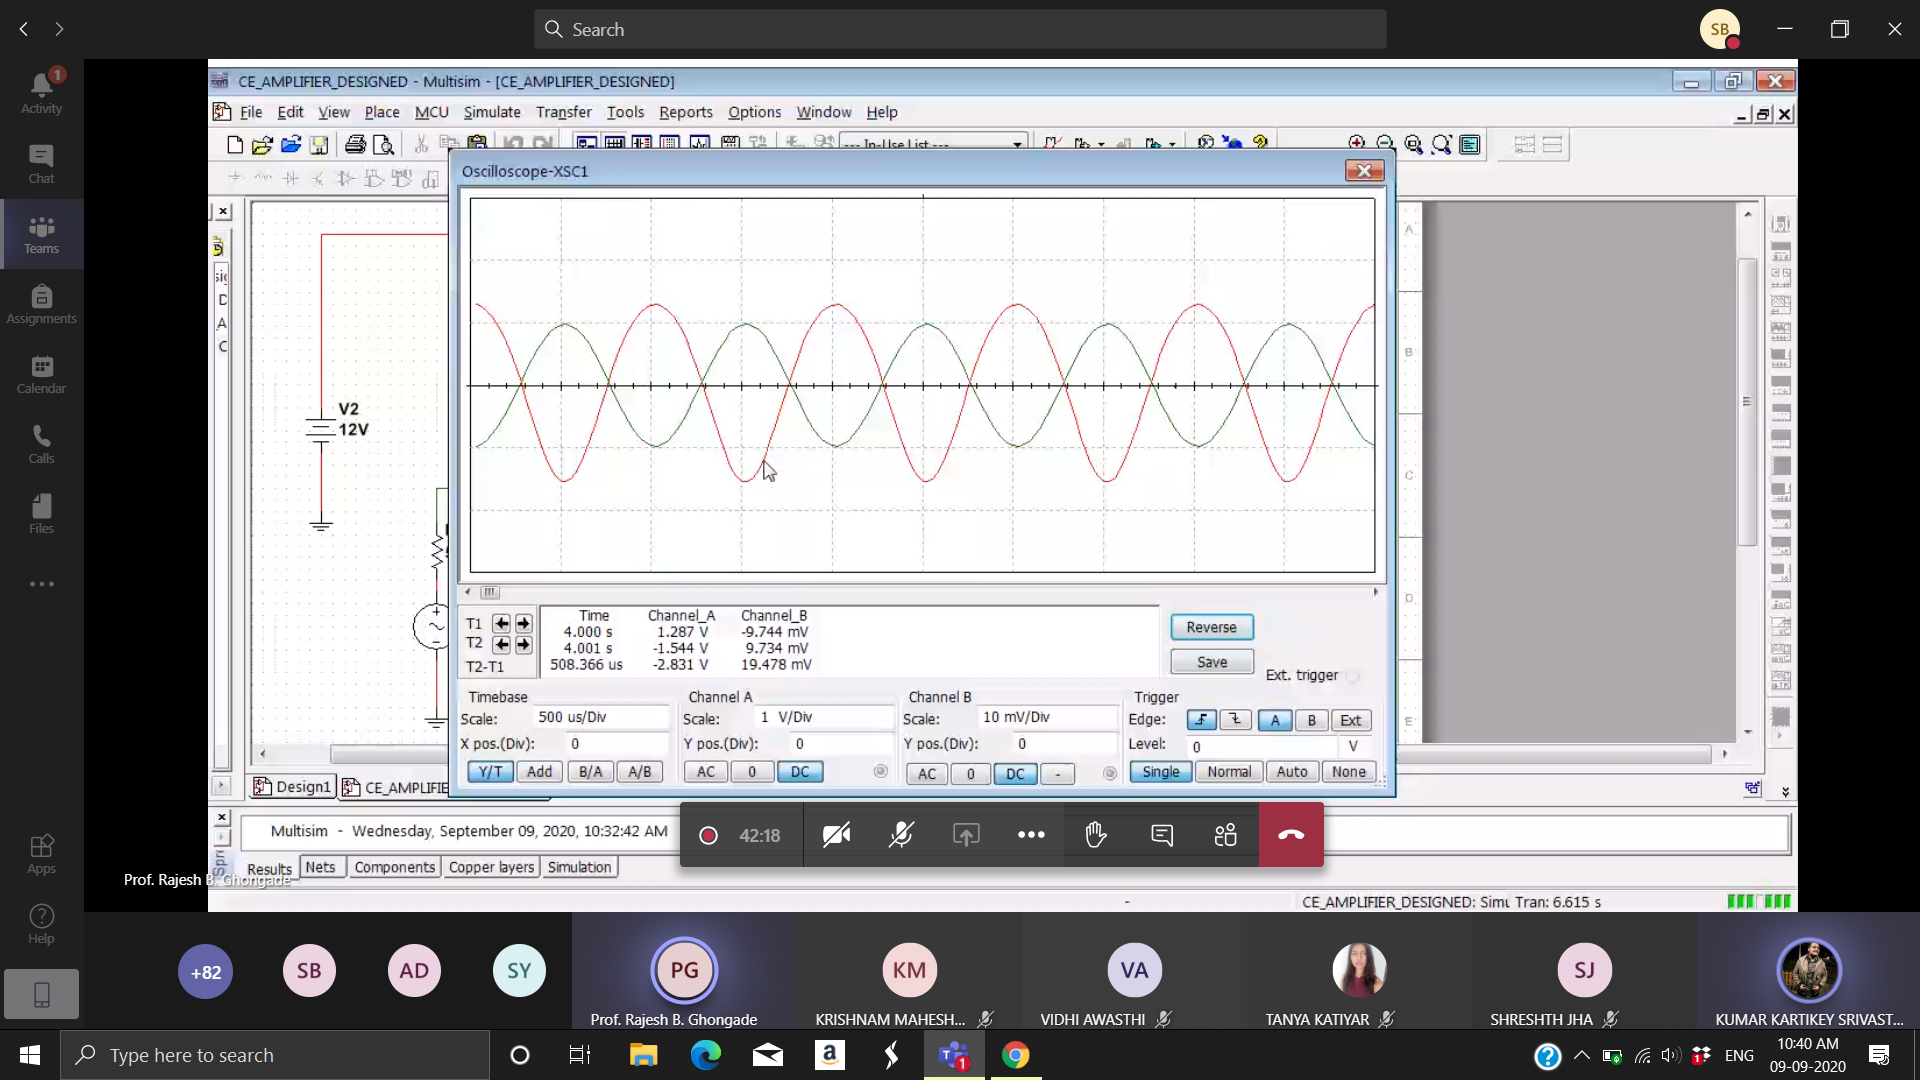 Search
SB
Activity
1
Chat
Teams
Assignments
Calendar
Calls
Files
Apps
Help
CE_AMPLIFIER_DESIGNED - Multisim - [CE_AMPLIFIER_DESIGNED]
File Edit View Place MCU Simulate Transfer Tools Reports Options Window Help
--- In-Use List ---
Oscilloscope-XSC1
V2
12V
A
B
C
D
E
Time Channel_A Channel_B
T1 4.000 s 1.287 V -9.744 mV
T2 4.001 s -1.544 V 9.734 mV
T2-T1 508.366 us -2.831 V 19.478 mV
Reverse
Save
Ext. trigger
Timebase
Scale: 500 us/Div
X pos.(Div): 0
Y/T Add B/A A/B
Channel A
Scale: 1 V/Div
Y pos.(Div): 0
AC 0 DC
Channel B
Scale: 10 mV/Div
Y pos.(Div): 0
AC 0 DC -
Trigger
Edge: A B Ext
Level: 0 V
Single Normal Auto None
Design1 CE_AMPLIFIE
Multisim - Wednesday, September 09, 2020, 10:32:42 AM
42:18
Results Nets Components Copper layers Simulation
Prof. Rajesh B. Ghongade
CE_AMPLIFIER_DESIGNED: Simu Tran: 6.615 s
+82
SB
AD
SY
PG
Prof. Rajesh B. Ghongade
KM
KRISHNAM MAHESH...
VA
VIDHI AWASTHI
TANYA KATIYAR
SJ
SHRESHTH JHA
KUMAR KARTIKEY SRIVAST...
Type here to search
ENG
10:40 AM
09-09-2020